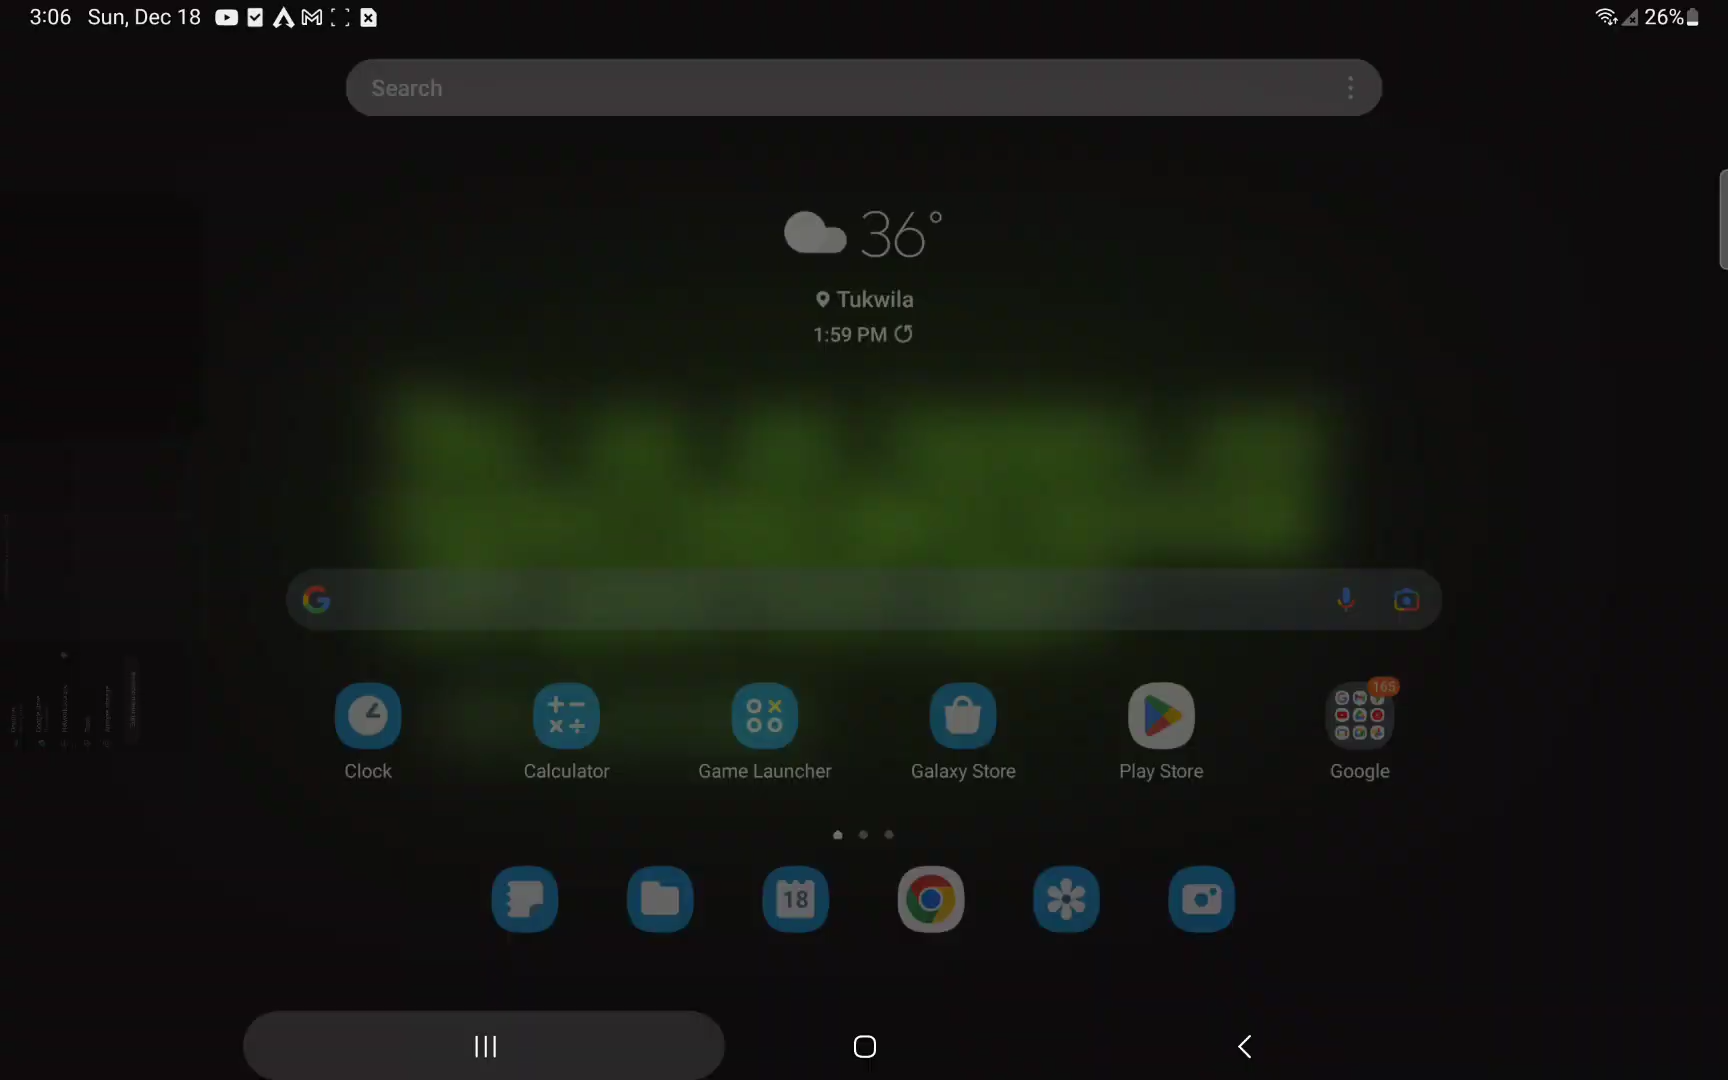 3:06 Sun, Dec 18
26%
Search
36°
Tukwila
1:59 PM
165
Clock
Calculator
Game Launcher
Galaxy Store
Play Store
Google
18